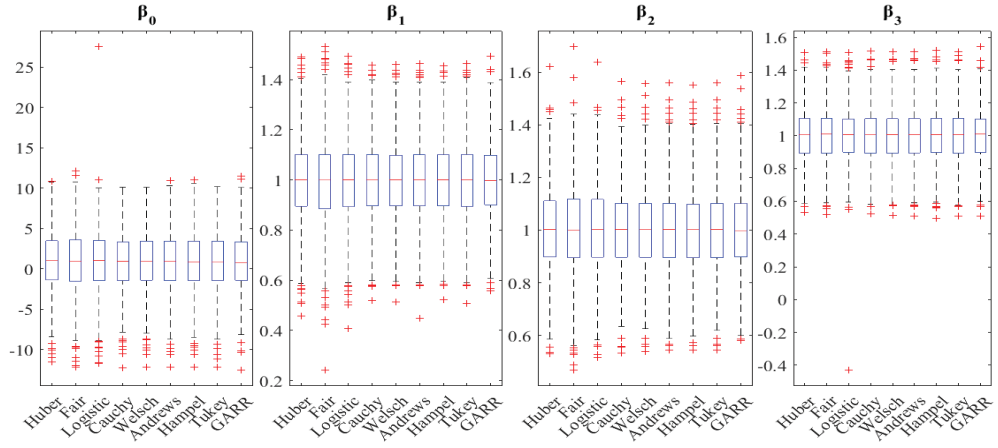 β0
25
20
15
10
5
0
-5
-10
Huber
Fair
Logistic
Cauchy
Welsch
Andrews
Hampel
Tukey
GARR
β1
1.4
1.2
1
0.8
0.6
0.4
0.2
Huber
Fair
Logistic
Cauchy
Welsch
Andrews
Hampel
Tukey
GARR
β2
1.6
1.4
1.2
1
0.8
0.6
Huber
Fair
Logistic
Cauchy
Welsch
Andrews
Hampel
Tukey
GARR
β3
1.6
1.4
1.2
1
0.8
0.6
0.4
0.2
0
-0.2
-0.4
Huber
Fair
Logistic
Cauchy
Welsch
Andrews
Hampel
Tukey
GARR